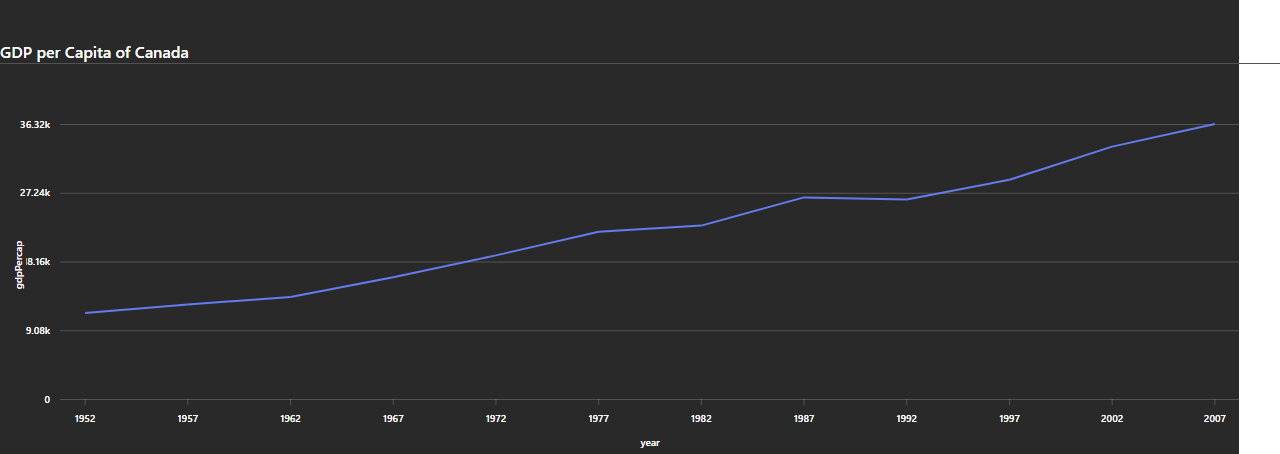 GDP per Capita of Canada
36.32k
27.24k
18.16k
9.08k
0
gdpPercap
1952 1957 1962 1967 1972 1977 1982 1987 1992 1997 2002 2007
year